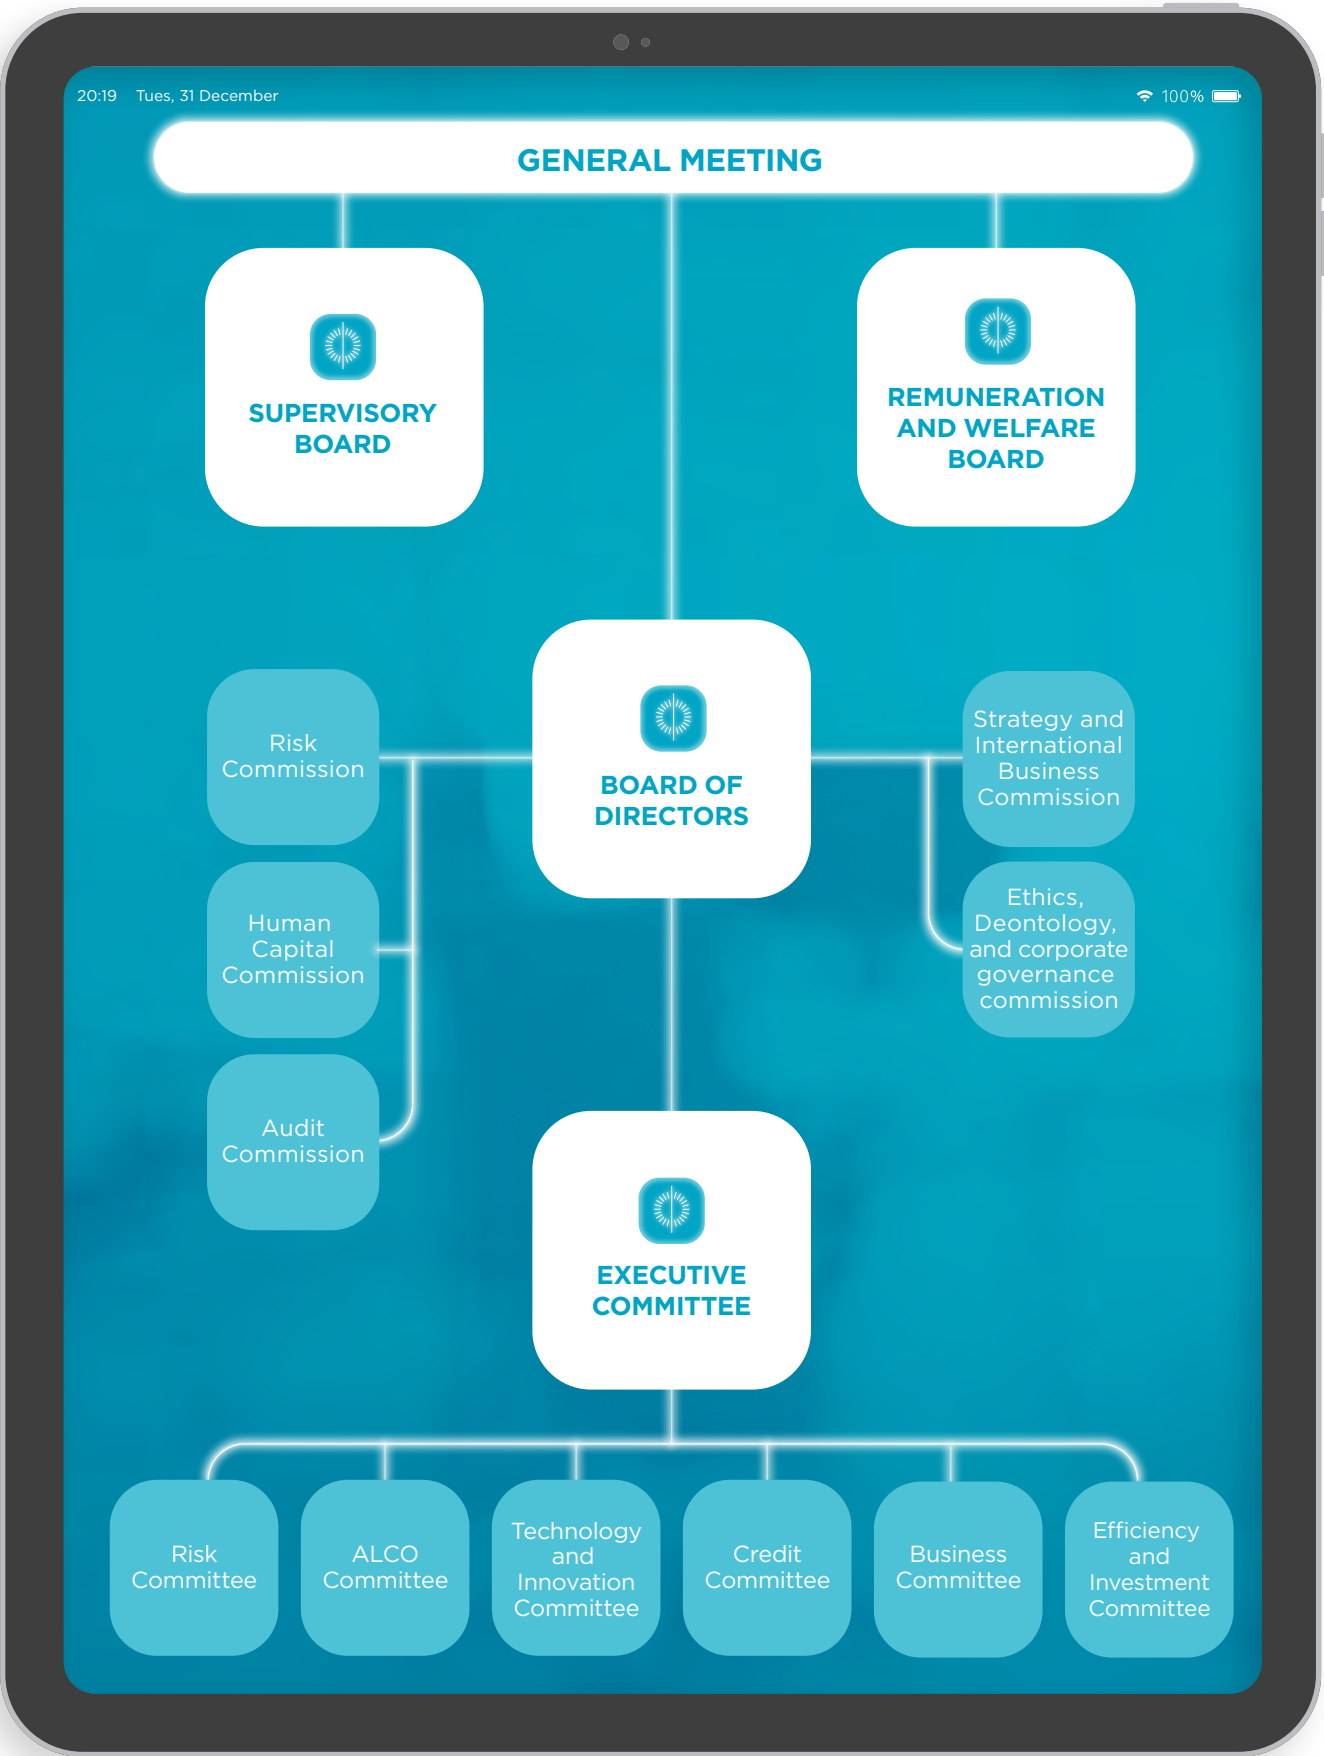 20:19 Tues, 31 December
100%
GENERAL MEETING
SUPERVISORY
BOARD
REMUNERATION
AND WELFARE
BOARD
BOARD OF
DIRECTORS
Risk
Commission
Human
Capital
Commission
Audit
Commission
Strategy and
International
Business
Commission
Ethics,
Deontology,
and corporate
governance
commission
EXECUTIVE
COMMITTEE
Risk
Committee
ALCO
Committee
Technology
and
Innovation
Committee
Credit
Committee
Business
Committee
Efficiency
and
Investment
Committee